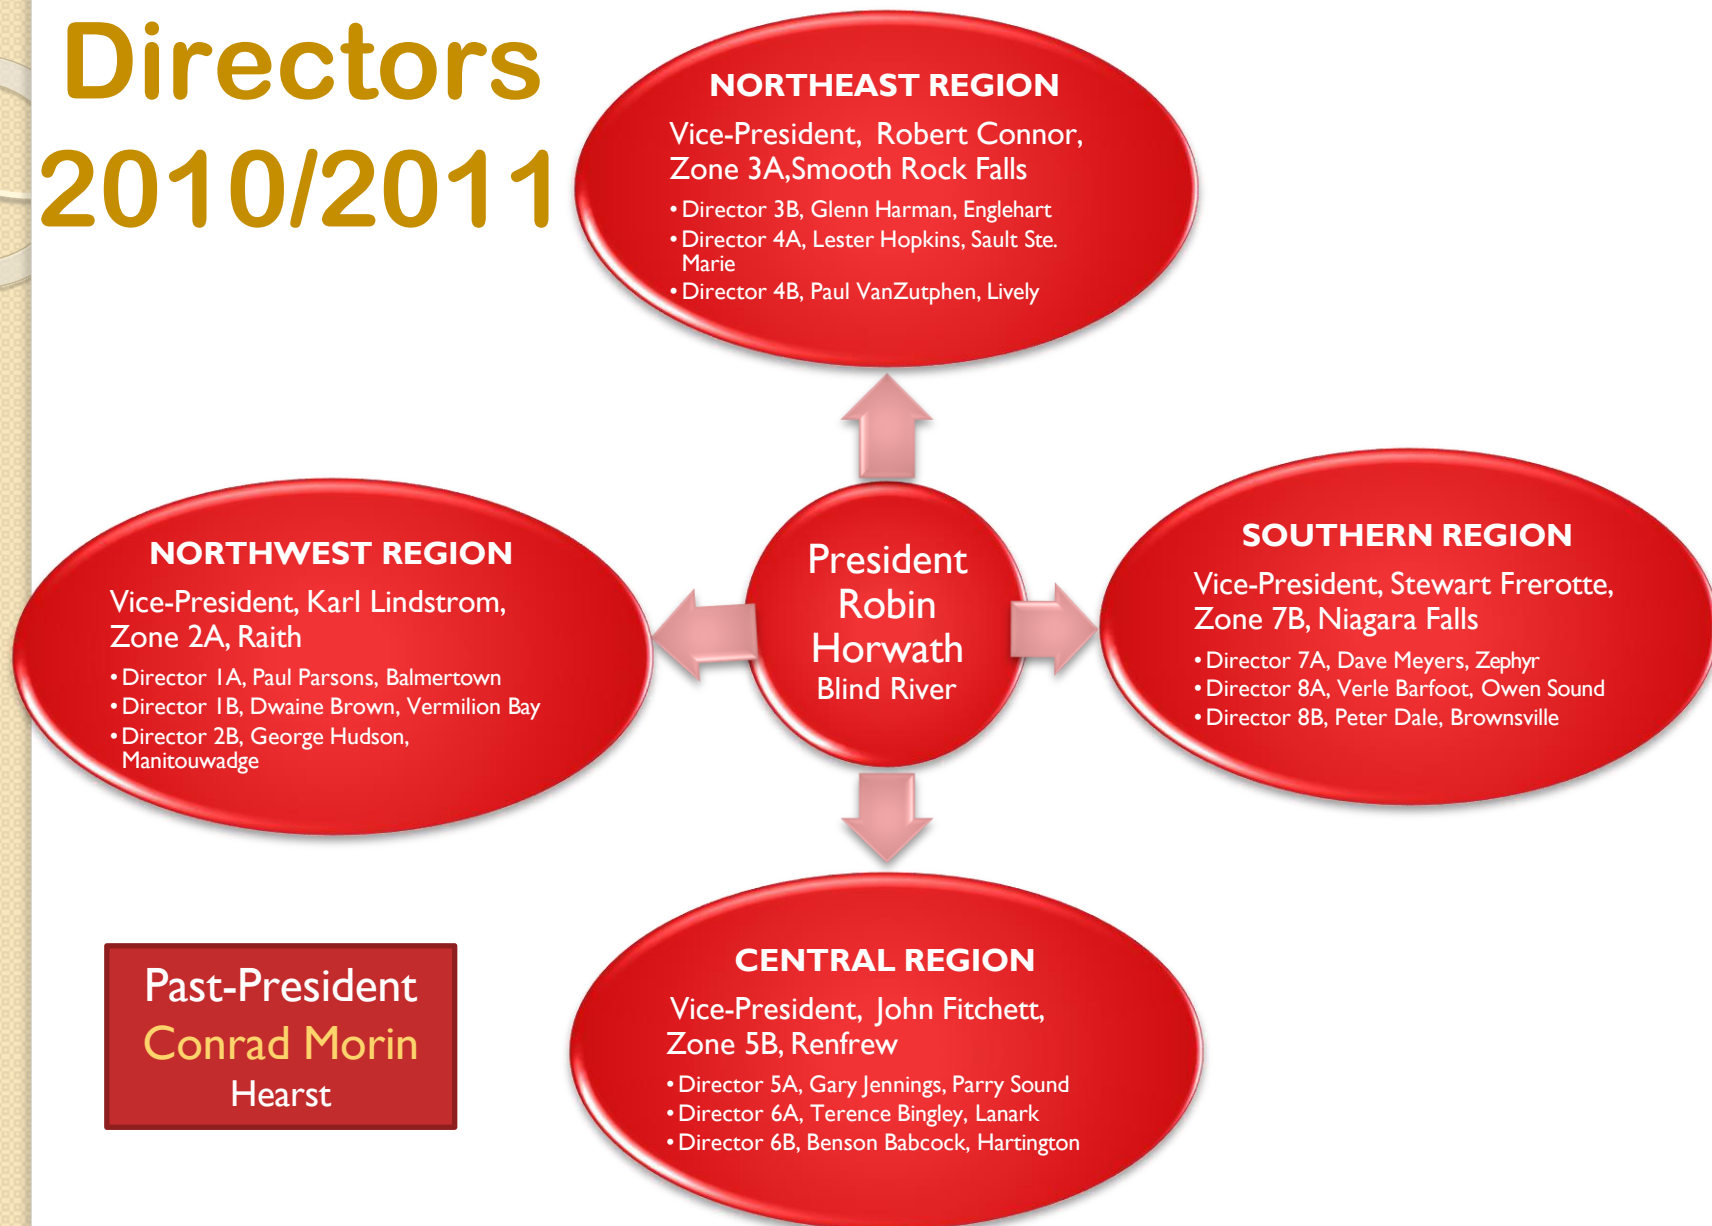 Directors
2010/2011
NORTHEAST REGION
Vice-President, Robert Connor,
Zone 3A,Smooth Rock Falls
• Director 3B, Glenn Harman, Englehart
• Director 4A, Lester Hopkins, Sault Ste.
Marie
• Director 4B, Paul VanZutphen, Lively
NORTHWEST REGION
Vice-President, Karl Lindstrom,
Zone 2A, Raith
• Director 1A, Paul Parsons, Balmertown
• Director 1B, Dwaine Brown, Vermilion Bay
• Director 2B, George Hudson,
Manitouwadge
President
Robin
Horwath
Blind River
SOUTHERN REGION
Vice-President, Stewart Frerotte,
Zone 7B, Niagara Falls
• Director 7A, Dave Meyers, Zephyr
• Director 8A, Verle Barfoot, Owen Sound
• Director 8B, Peter Dale, Brownsville
Past-President
Conrad Morin
Hearst
CENTRAL REGION
Vice-President, John Fitchett,
Zone 5B, Renfrew
• Director 5A, Gary Jennings, Parry Sound
• Director 6A, Terence Bingley, Lanark
• Director 6B, Benson Babcock, Hartington